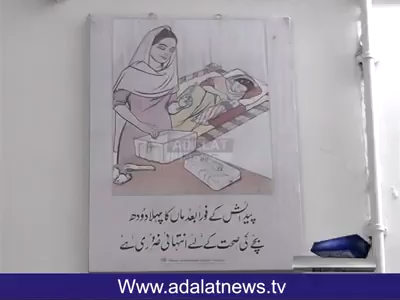 ADALAT
پیدائش کے فوراً بعد ماں کا پہلا دودھ
بچے کی صحت کے لئے انتہائی ضروری ہے
Www.adalatnews.tv